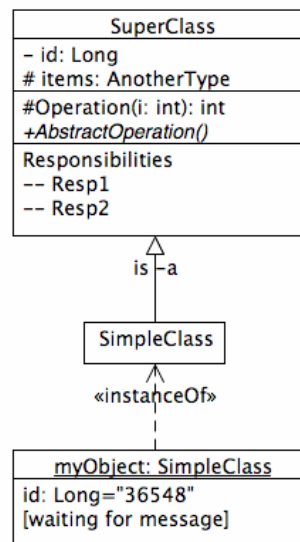 SuperClass
- id: Long
# items: AnotherType
#Operation(i: int): int
+AbstractOperation()
Responsibilities
-- Resp1
-- Resp2
is -a
SimpleClass
«instanceOf»
myObject: SimpleClass
id: Long="36548"
[waiting for message]